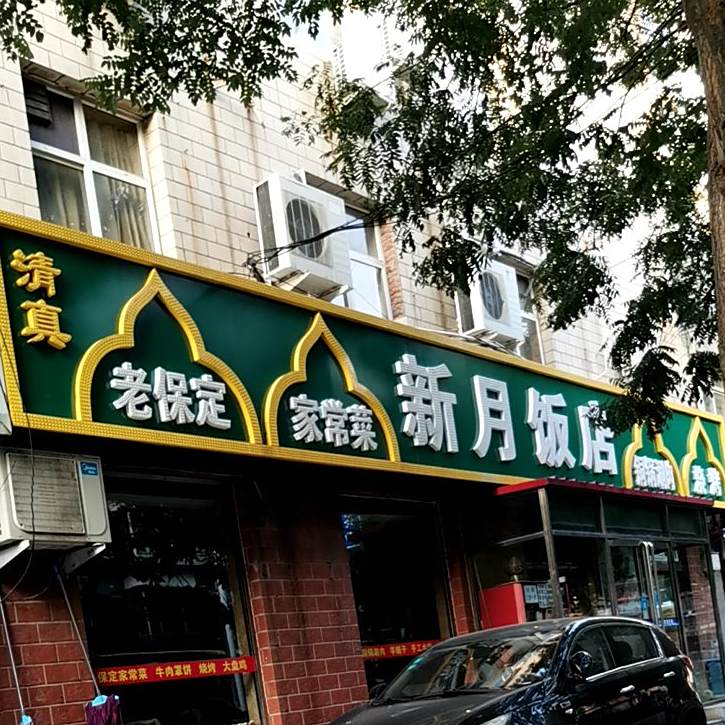 清真
老保定
家常菜
新月饭店
保定家常菜 牛肉罩饼 烧烤 大盘鸡
Midea